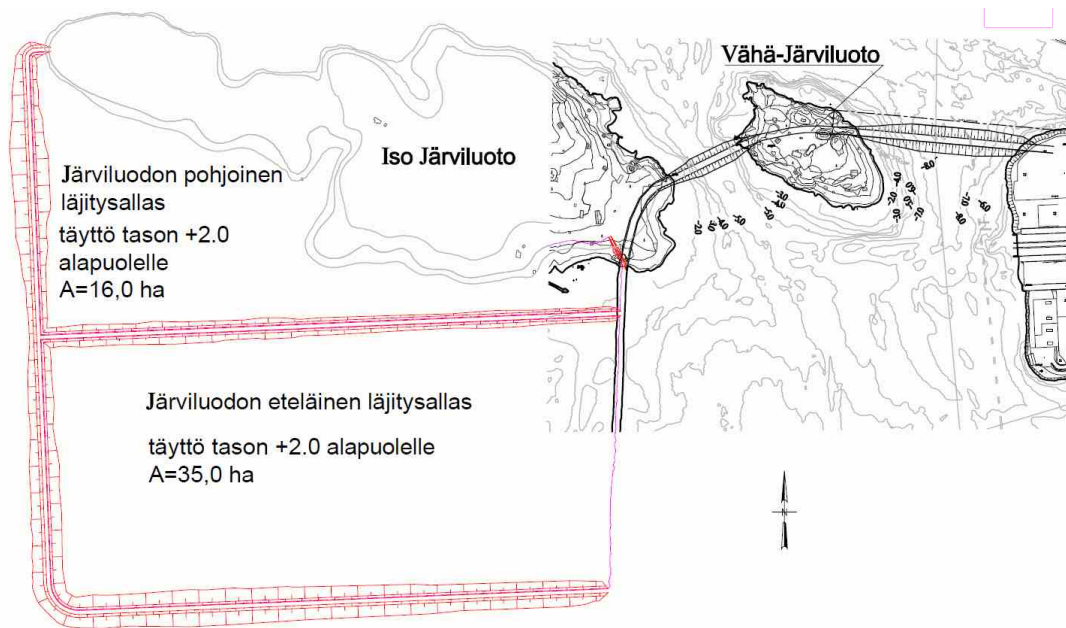 Vähä-Järviluoto
Iso Järviluoto
Järviluodon pohjoinen
läjitysallas
täyttö tason +2.0
alapuolelle
A=16,0 ha
Järviluodon eteläinen läjitysallas
täyttö tason +2.0 alapuolelle
A=35,0 ha
N